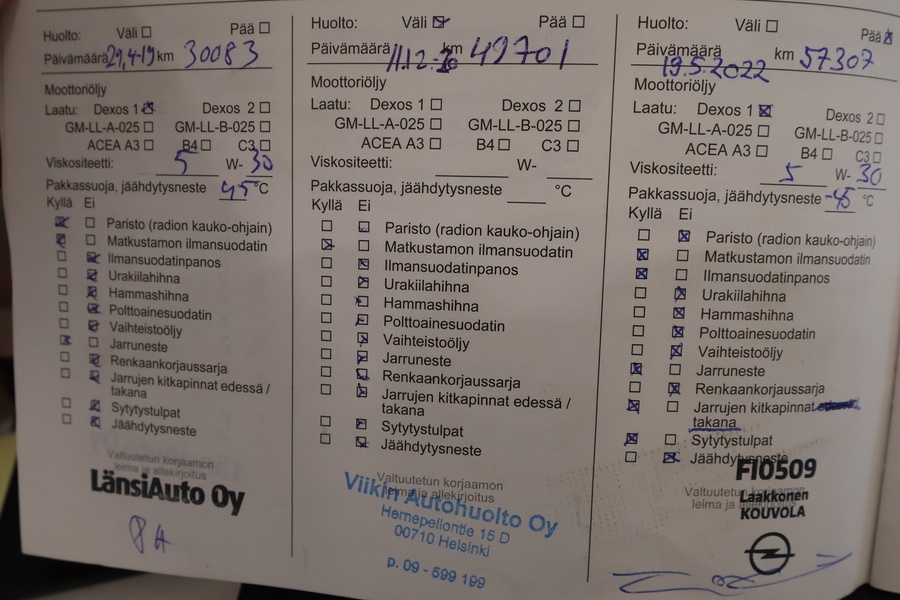 Huolto: Väli Pää
Päivämäärä 29,4-19 km 30083
Moottoriöljy
Laatu: Dexos 1 Dexos 2
GM-LL-A-025 GM-LL-B-025
ACEA A3 B4 C3
Viskositeetti: 5 W- 30
Pakkassuoja, jäähdytysneste 45 °C
Kyllä Ei
Paristo (radion kauko-ohjain)
Matkustamon ilmansuodatin
Ilmansuodatinpanos
Urakiilahihna
Hammashihna
Polttoainesuodatin
Vaihteistoöljy
Jarruneste
Renkaankorjaussarja
Jarrujen kitkapinnat edessä /
takana
Sytytystulpat
Jäähdytysneste
Valtuutetun korjaamon
leima ja allekirjoitus
LänsiAuto Oy
Huolto: Väli Pää
Päivämäärä 11.12.20 km 49701
Moottoriöljy
Laatu: Dexos 1 Dexos 2
GM-LL-A-025 GM-LL-B-025
ACEA A3 B4 C3
Viskositeetti: W-
Pakkassuoja, jäähdytysneste °C
Kyllä Ei
Paristo (radion kauko-ohjain)
Matkustamon ilmansuodatin
Ilmansuodatinpanos
Urakiilahihna
Hammashihna
Polttoainesuodatin
Vaihteistoöljy
Jarruneste
Renkaankorjaussarja
Jarrujen kitkapinnat edessä /
takana
Sytytystulpat
Jäähdytysneste
Valtuutetun korjaamon
leima ja allekirjoitus
Viikin Autohuolto Oy
Hernepellontie 15 D
00710 Helsinki
p. 09 - 599 199
Huolto: Väli Pää
Päivämäärä 19.5.2022 km 57307
Moottoriöljy
Laatu: Dexos 1 Dexos 2
GM-LL-A-025 GM-LL-B-025
ACEA A3 B4 C3
Viskositeetti: 5 W- 30
Pakkassuoja, jäähdytysneste -45 °C
Kyllä Ei
Paristo (radion kauko-ohjain)
Matkustamon ilmansuodatin
Ilmansuodatinpanos
Urakiilahihna
Hammashihna
Polttoainesuodatin
Vaihteistoöljy
Jarruneste
Renkaankorjaussarja
Jarrujen kitkapinnat edessä /
takana
Sytytystulpat
Jäähdytysneste
Valtuutetun korjaamon
leima ja allekirjoitus
FI0509
Laakkonen
KOUVOLA